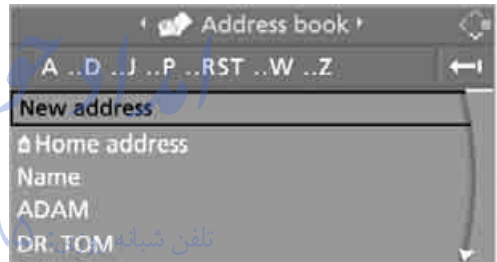 Address book
A ..D ..J ..P ..RST ..W ..Z
New address
Home address
Name
ADAM
DR. TOM
تلفن شبانه